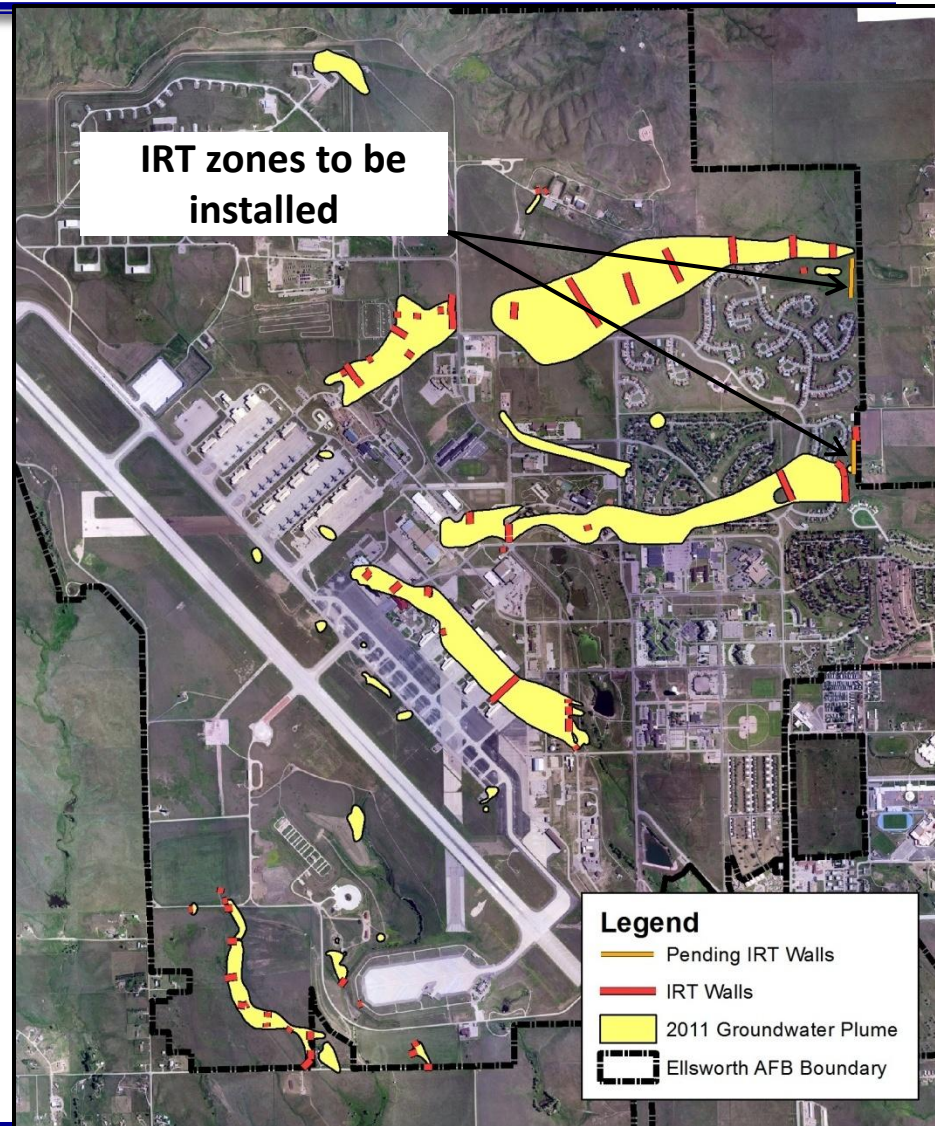 IRT zones to be
installed
Legend
Pending IRT Walls
IRT Walls
2011 Groundwater Plume
Ellsworth AFB Boundary